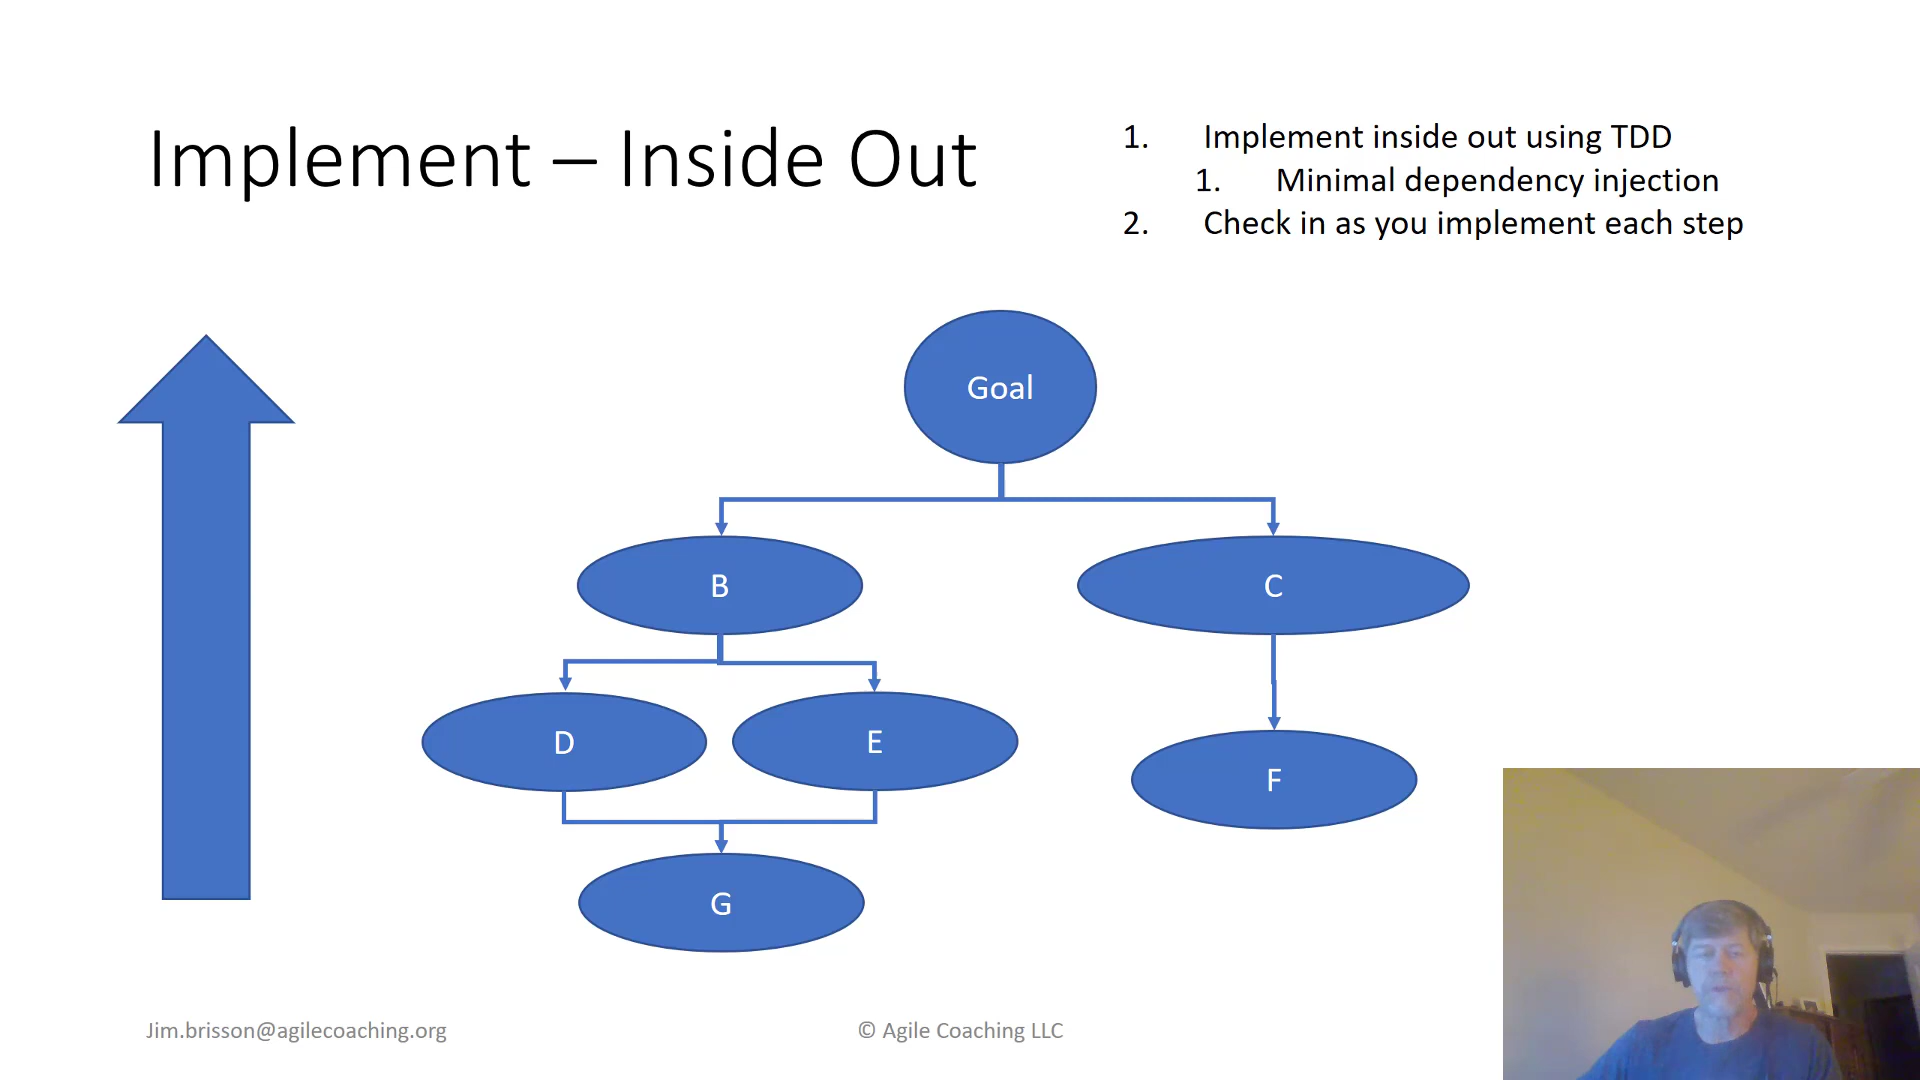 Implement – Inside Out
1. Implement inside out using TDD
1. Minimal dependency injection
2. Check in as you implement each step
Goal
B
C
D
E
F
G
Jim.brisson@agilecoaching.org
© Agile Coaching LLC